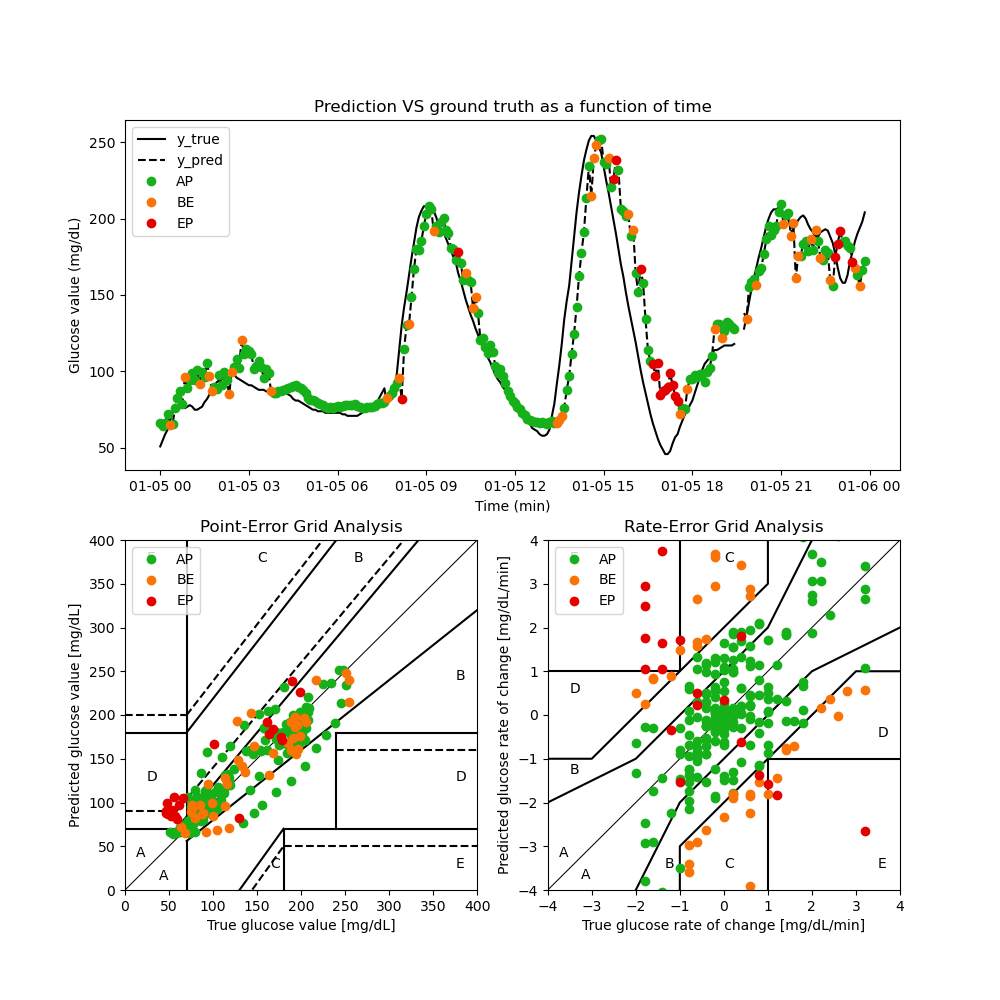 Prediction VS ground truth as a function of time
Glucose value (mg/dL)
250
200
150
100
50
y_true
y_pred
AP
BE
EP
01-05 00 01-05 03 01-05 06 01-05 09 01-05 12 01-05 15 01-05 18 01-05 21 01-06 00
Time (min)
Point-Error Grid Analysis
Predicted glucose value [mg/dL]
400
350
300
250
200
150
100
50
0
AP
BE
EP
C
B
B
D
D
A
A
C
E
0 50 100 150 200 250 300 350 400
True glucose value [mg/dL]
Rate-Error Grid Analysis
Predicted glucose rate of change [mg/dL/min]
4
3
2
1
0
−1
−2
−3
−4
AP
BE
EP
C
D
D
B
A
A
B
C
E
−4 −3 −2 −1 0 1 2 3 4
True glucose rate of change [mg/dL/min]